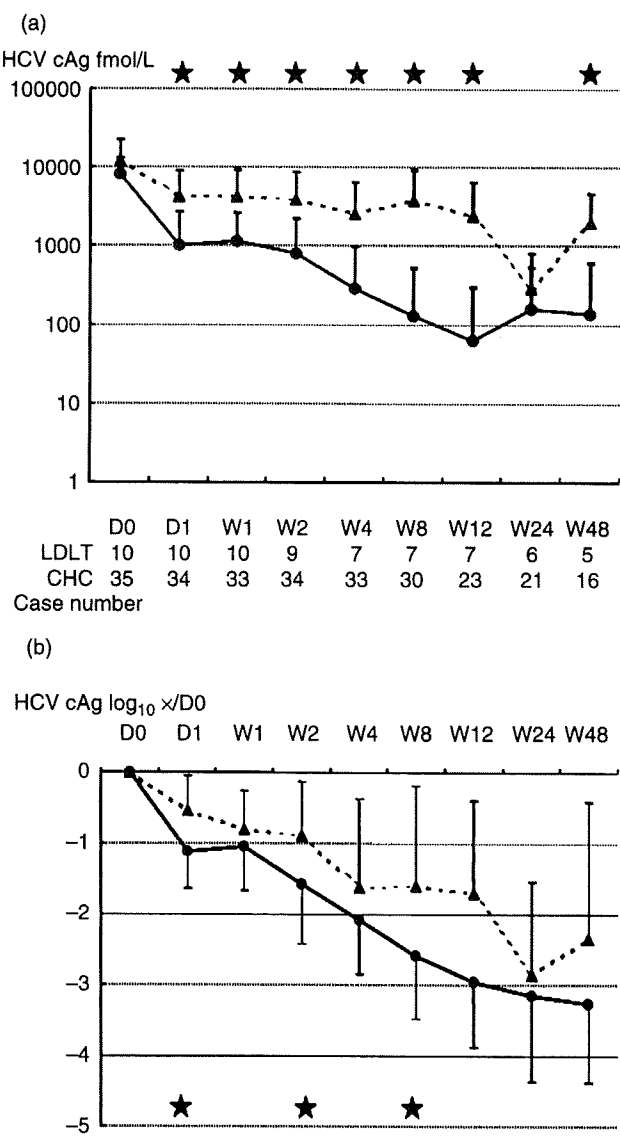 (a)
HCV cAg fmol/L
100000
10000
1000
100
10
1
D0 D1 W1 W2 W4 W8 W12 W24 W48
LDLT 10 10 10 9 7 7 7 6 5
CHC 35 34 33 34 33 30 23 21 16
Case number
(b)
HCV cAg log₁₀ ×/D0
D0 D1 W1 W2 W4 W8 W12 W24 W48
0
−1
−2
−3
−4
−5